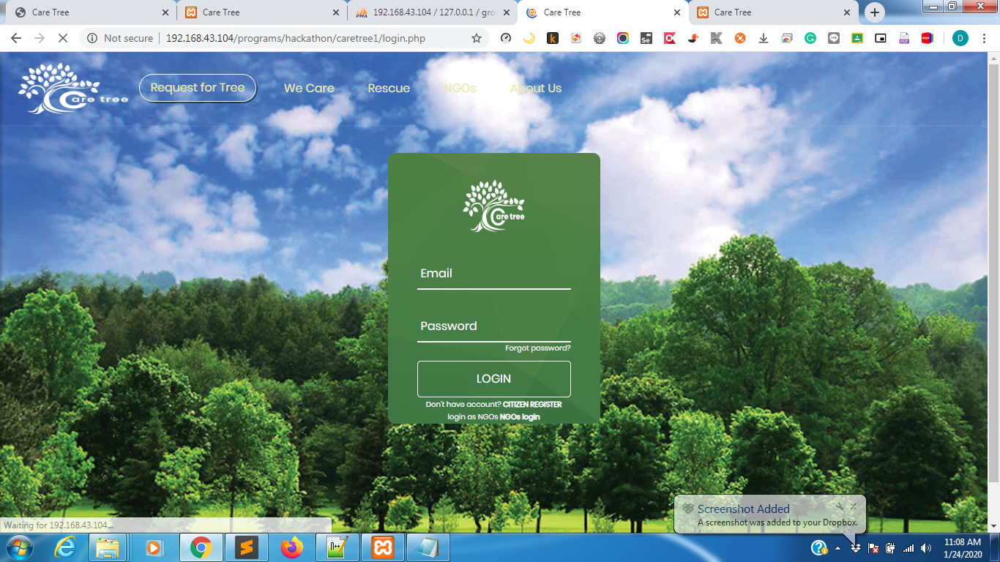 Care Tree
Care Tree
192.168.43.104 / 127.0.0.1 / gro
Care Tree
Care Tree
Not secure 192.168.43.104/programs/hackathon/caretree1/login.php
D
are tree
Request for Tree We Care Rescue NGOs About Us
Care tree
Email
Password
Forgot password?
LOGIN
Don't have account? CITIZEN REGISTER
login as NGOs NGOs login
Screenshot Added
A screenshot was added to your Dropbox.
Waiting for 192.168.43.104...
11:08 AM
1/24/2020